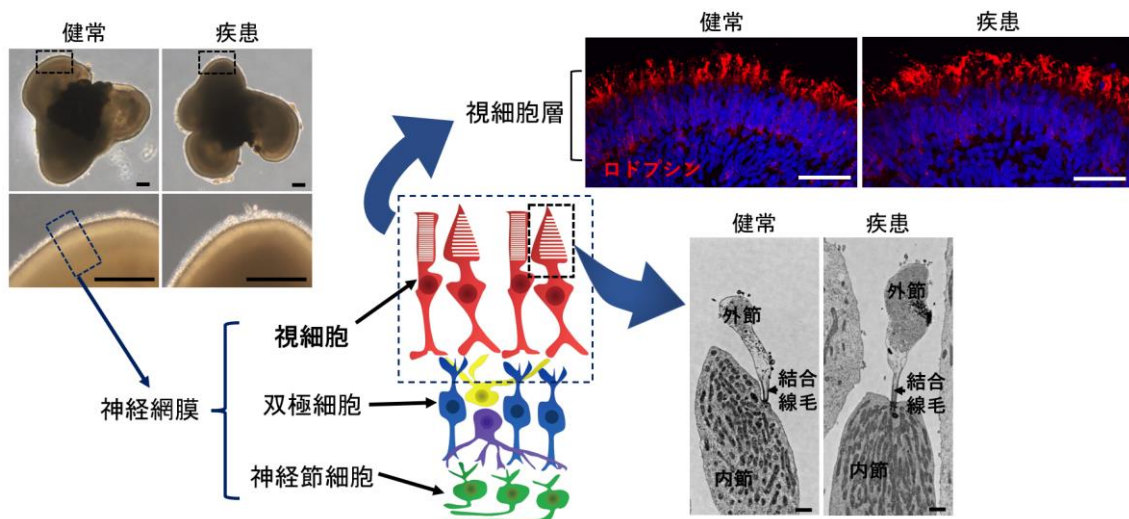 健常
疾患
健常
疾患
視細胞層
ロドプシン
健常
疾患
外節
外節
視細胞
結合
線毛
結合
線毛
神経網膜
双極細胞
内節
内節
神経節細胞